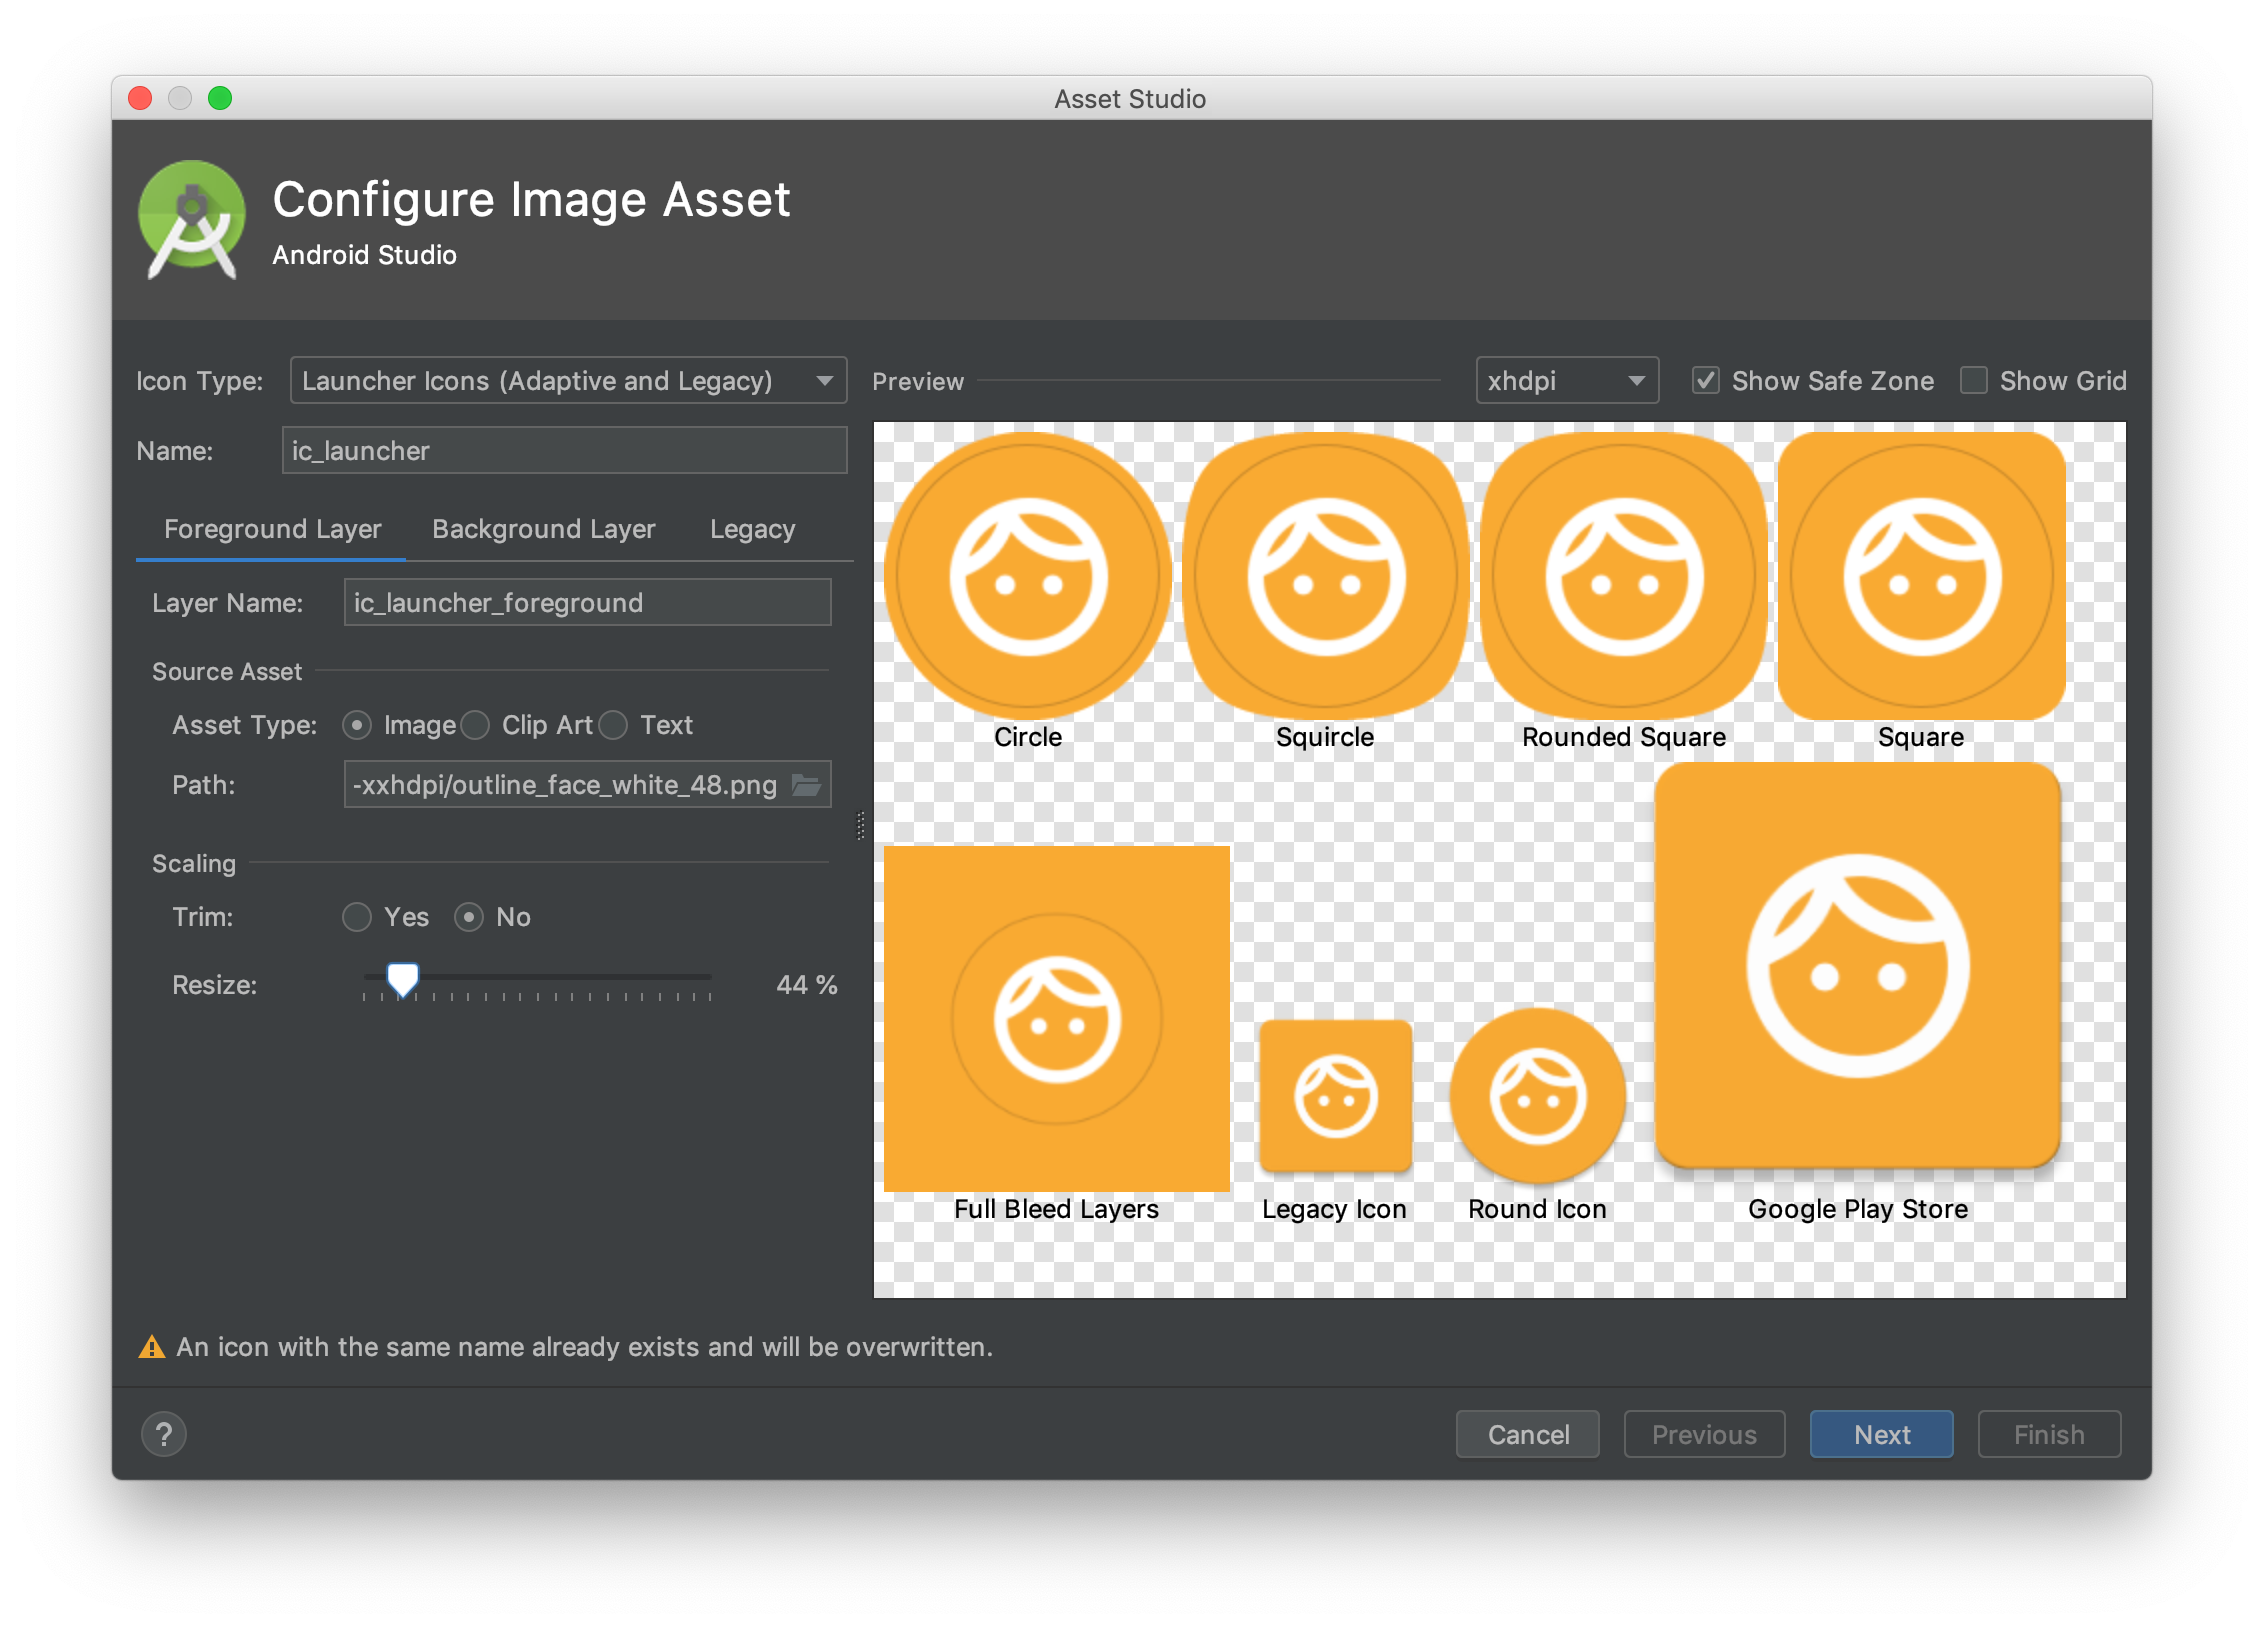 Asset Studio
Configure Image Asset
Android Studio
Icon Type: Launcher Icons (Adaptive and Legacy)
Name: ic_launcher
Foreground Layer Background Layer Legacy
Layer Name: ic_launcher_foreground
Source Asset
Asset Type: Image Clip Art Text
Path: -xxhdpi/outline_face_white_48.png
Scaling
Trim: Yes No
Resize: 44 %
Preview xhdpi Show Safe Zone Show Grid
Circle Squircle Rounded Square Square
Full Bleed Layers Legacy Icon Round Icon Google Play Store
An icon with the same name already exists and will be overwritten.
? Cancel Previous Next Finish